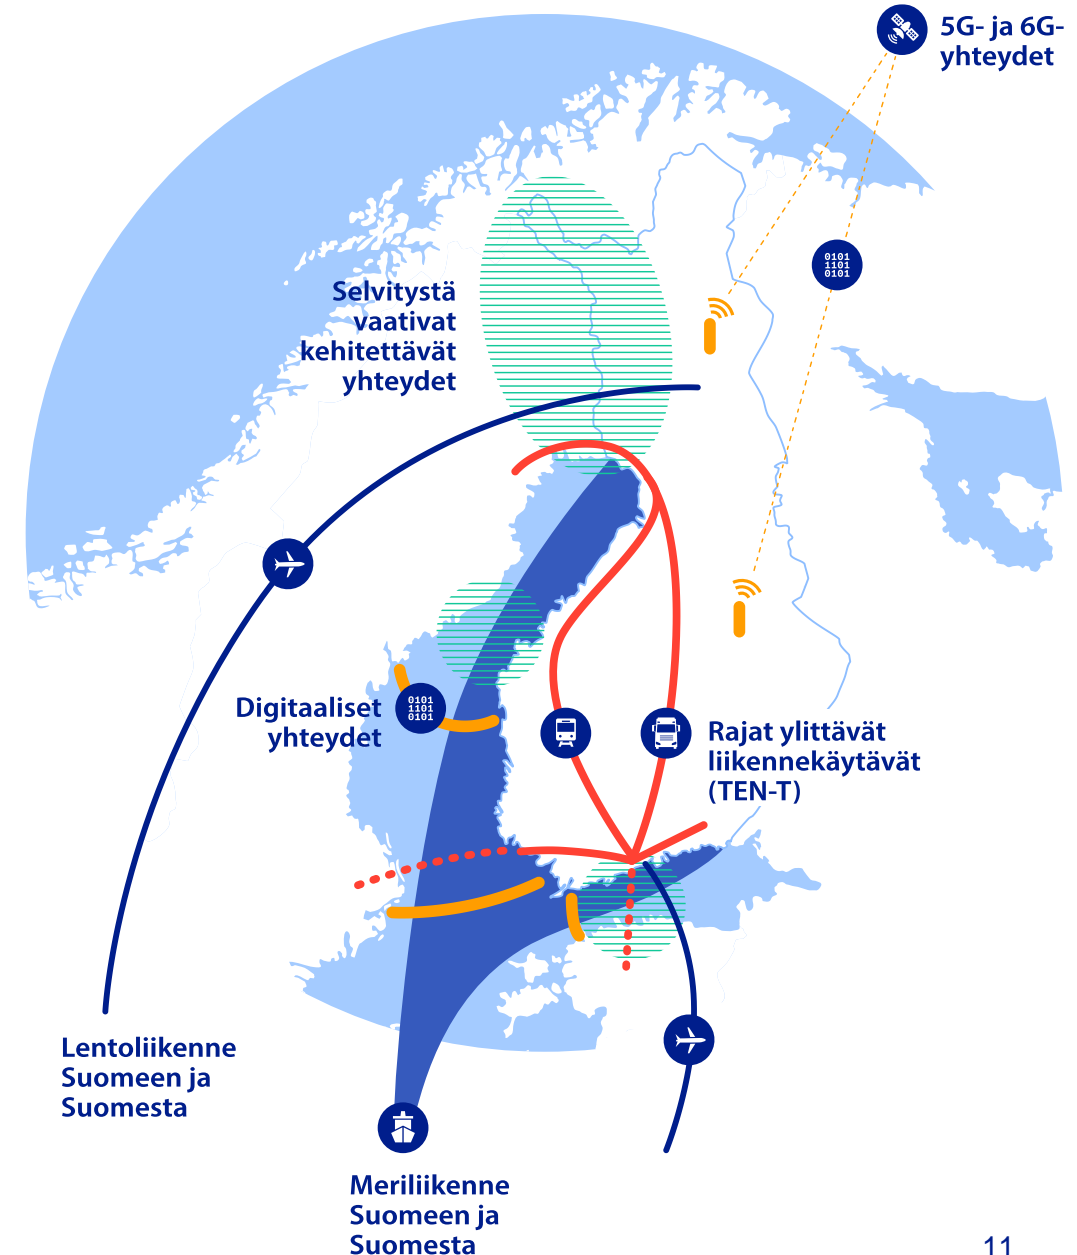 5G- ja 6G-
yhteydet
0101
1101
0101
Selvitystä
vaativat
kehitettävät
yhteydet
Digitaaliset
yhteydet
0101
1101
0101
Rajat ylittävät
liikennekäytävät
(TEN-T)
Lentoliikenne
Suomeen ja
Suomesta
Meriliikenne
Suomeen ja
Suomesta
11